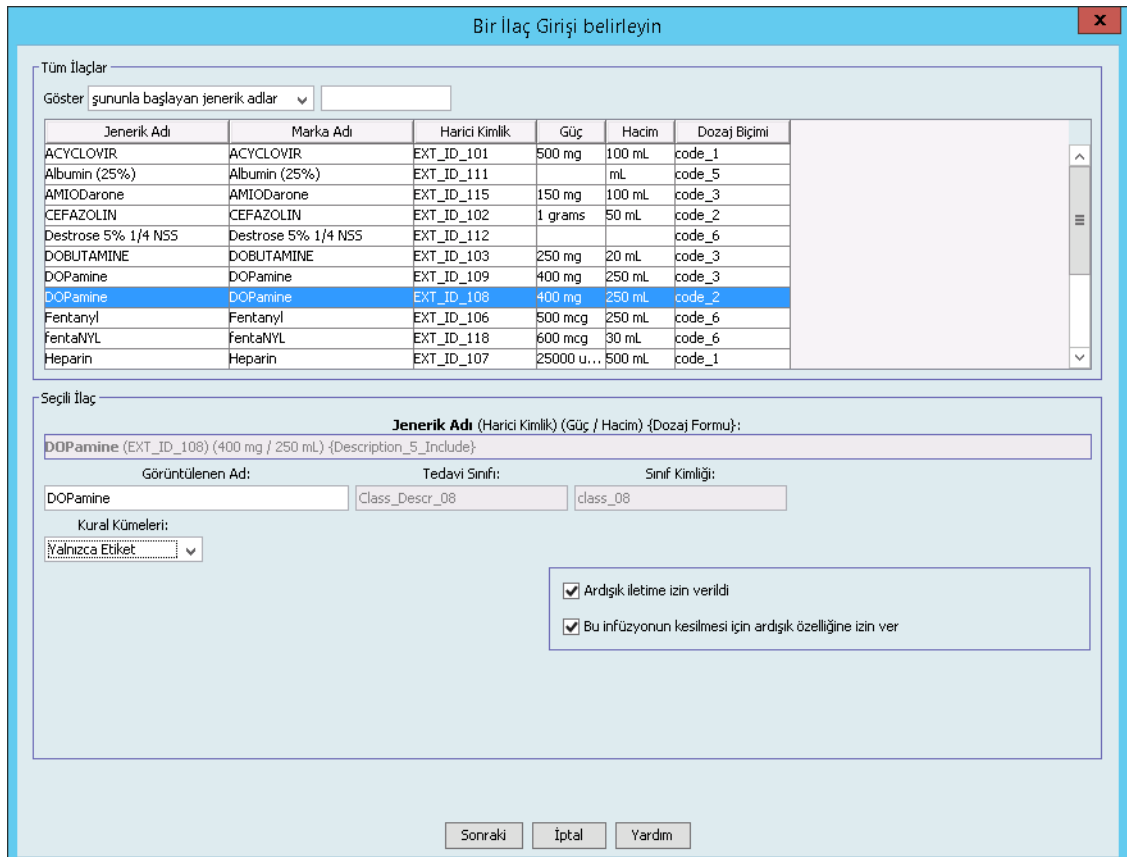 Bir İlaç Girişi belirleyin
x
Tüm İlaçlar
Göster şununla başlayan jenerik adlar
Jenerik Adı Marka Adı Harici Kimlik Güç Hacim Dozaj Biçimi
ACYCLOVIR ACYCLOVIR EXT_ID_101 500 mg 100 mL code_1
Albumin (25%) Albumin (25%) EXT_ID_111 mL code_5
AMIODarone AMIODarone EXT_ID_115 150 mg 100 mL code_3
CEFAZOLIN CEFAZOLIN EXT_ID_102 1 grams 50 mL code_2
Destrose 5% 1/4 NSS Destrose 5% 1/4 NSS EXT_ID_112 code_6
DOBUTAMINE DOBUTAMINE EXT_ID_103 250 mg 20 mL code_3
DOPamine DOPamine EXT_ID_109 400 mg 250 mL code_3
DOPamine DOPamine EXT_ID_108 400 mg 250 mL code_2
Fentanyl Fentanyl EXT_ID_106 500 mcg 250 mL code_6
fentaNYL fentaNYL EXT_ID_118 600 mcg 30 mL code_6
Heparin Heparin EXT_ID_107 25000 u... 500 mL code_1
Seçili İlaç
Jenerik Adı (Harici Kimlik) (Güç / Hacim) {Dozaj Formu}:
DOPamine (EXT_ID_108) (400 mg / 250 mL) {Description_5_Include}
Görüntülenen Ad: Tedavi Sınıfı: Sınıf Kimliği:
DOPamine Class_Descr_08 class_08
Kural Kümeleri:
Yalnızca Etiket
Ardışık iletime izin verildi
Bu infüzyonun kesilmesi için ardışık özelliğine izin ver
Sonraki İptal Yardım